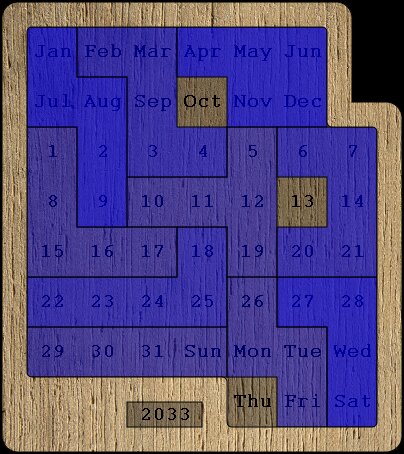 Jan Feb Mar Apr May Jun
Jul Aug Sep Oct Nov Dec
1 2 3 4 5 6 7
8 9 10 11 12 13 14
15 16 17 18 19 20 21
22 23 24 25 26 27 28
29 30 31 Sun Mon Tue Wed
2033 Thu Fri Sat